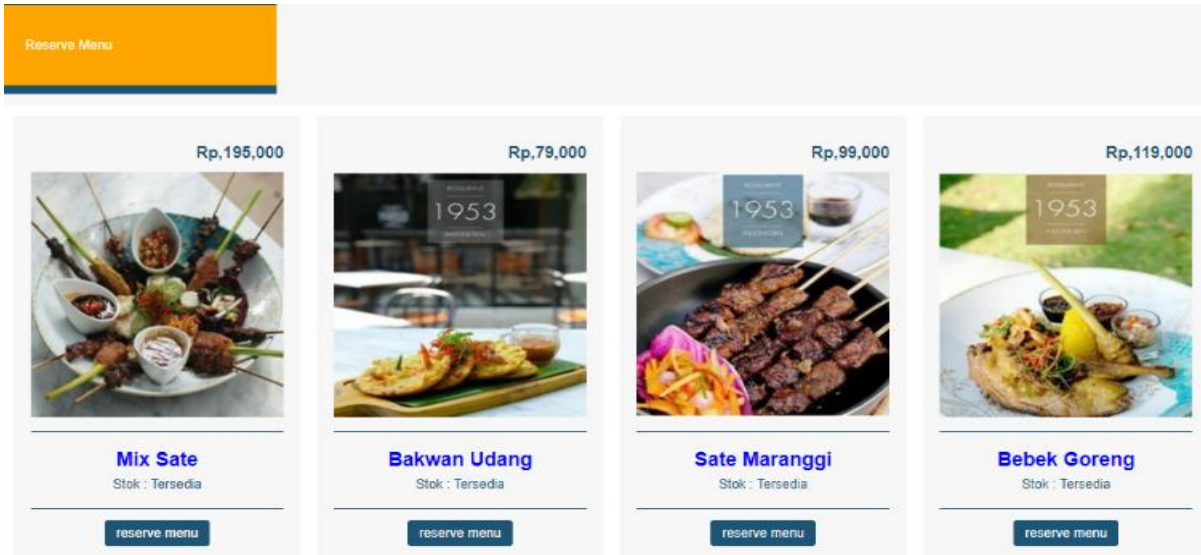 Reserve Menu
Rp,195,000
Rp,79,000
Rp,99,000
Rp,119,000
1953
1953
1953
Mix Sate
Bakwan Udang
Sate Maranggi
Bebek Goreng
Stok : Tersedia
Stok : Tersedia
Stok : Tersedia
Stok : Tersedia
reserve menu
reserve menu
reserve menu
reserve menu